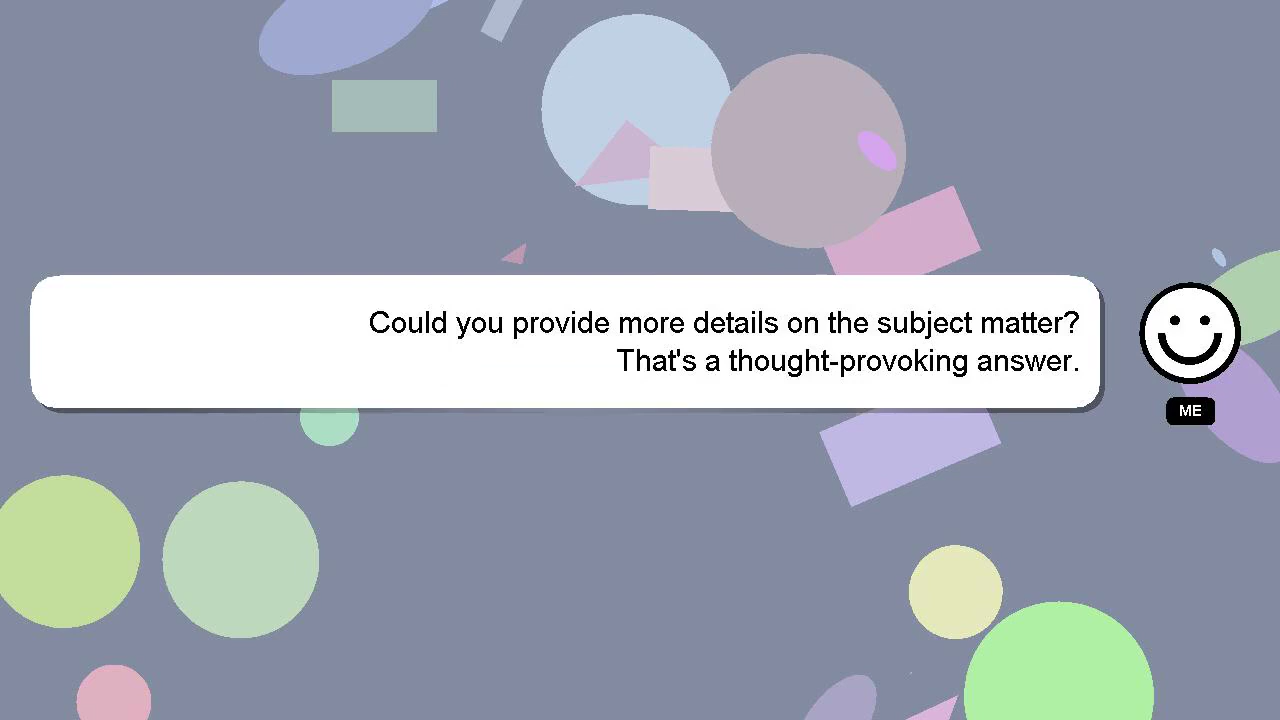 Could you provide more details on the subject matter?
That's a thought-provoking answer.
ME